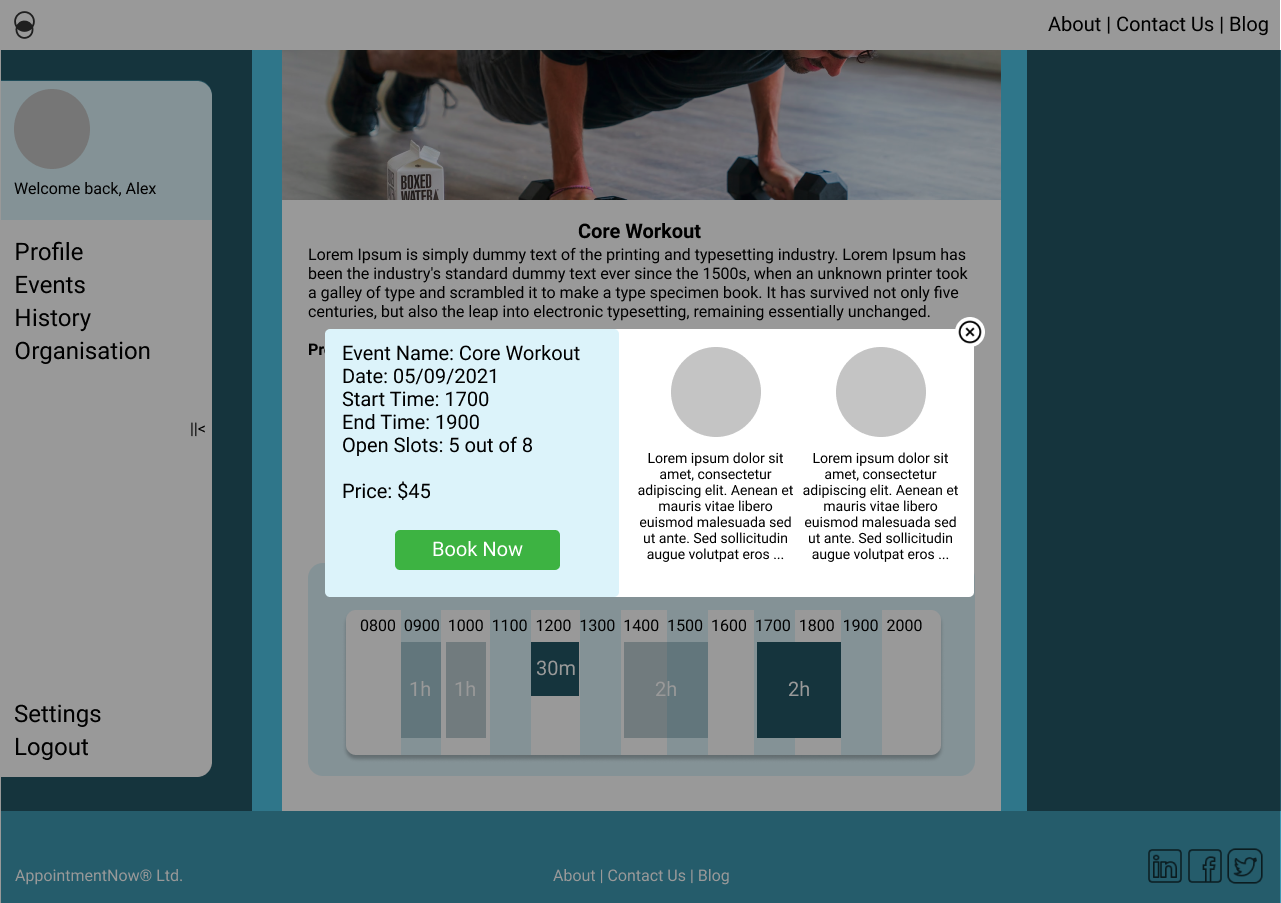 About | Contact Us | Blog
BOXED
WATER
Welcome back, Alex
Profile
Events
History
Organisation
||<
Settings
Logout
Core Workout
Lorem Ipsum is simply dummy text of the printing and typesetting industry. Lorem Ipsum has
been the industry's standard dummy text ever since the 1500s, when an unknown printer took
a galley of type and scrambled it to make a type specimen book. It has survived not only five
centuries, but also the leap into electronic typesetting, remaining essentially unchanged.
Event Name: Core Workout
Date: 05/09/2021
Start Time: 1700
End Time: 1900
Open Slots: 5 out of 8
Price: $45
Book Now
Lorem ipsum dolor sit
amet, consectetur
adipiscing elit. Aenean et
mauris vitae libero
euismod malesuada sed
ut ante. Sed sollicitudin
augue volutpat eros ...
Lorem ipsum dolor sit
amet, consectetur
adipiscing elit. Aenean et
mauris vitae libero
euismod malesuada sed
ut ante. Sed sollicitudin
augue volutpat eros ...
0800 0900 1000 1100 1200 1300 1400 1500 1600 1700 1800 1900 2000
1h 1h 30m 2h 2h
AppointmentNow® Ltd.
About | Contact Us | Blog
in f